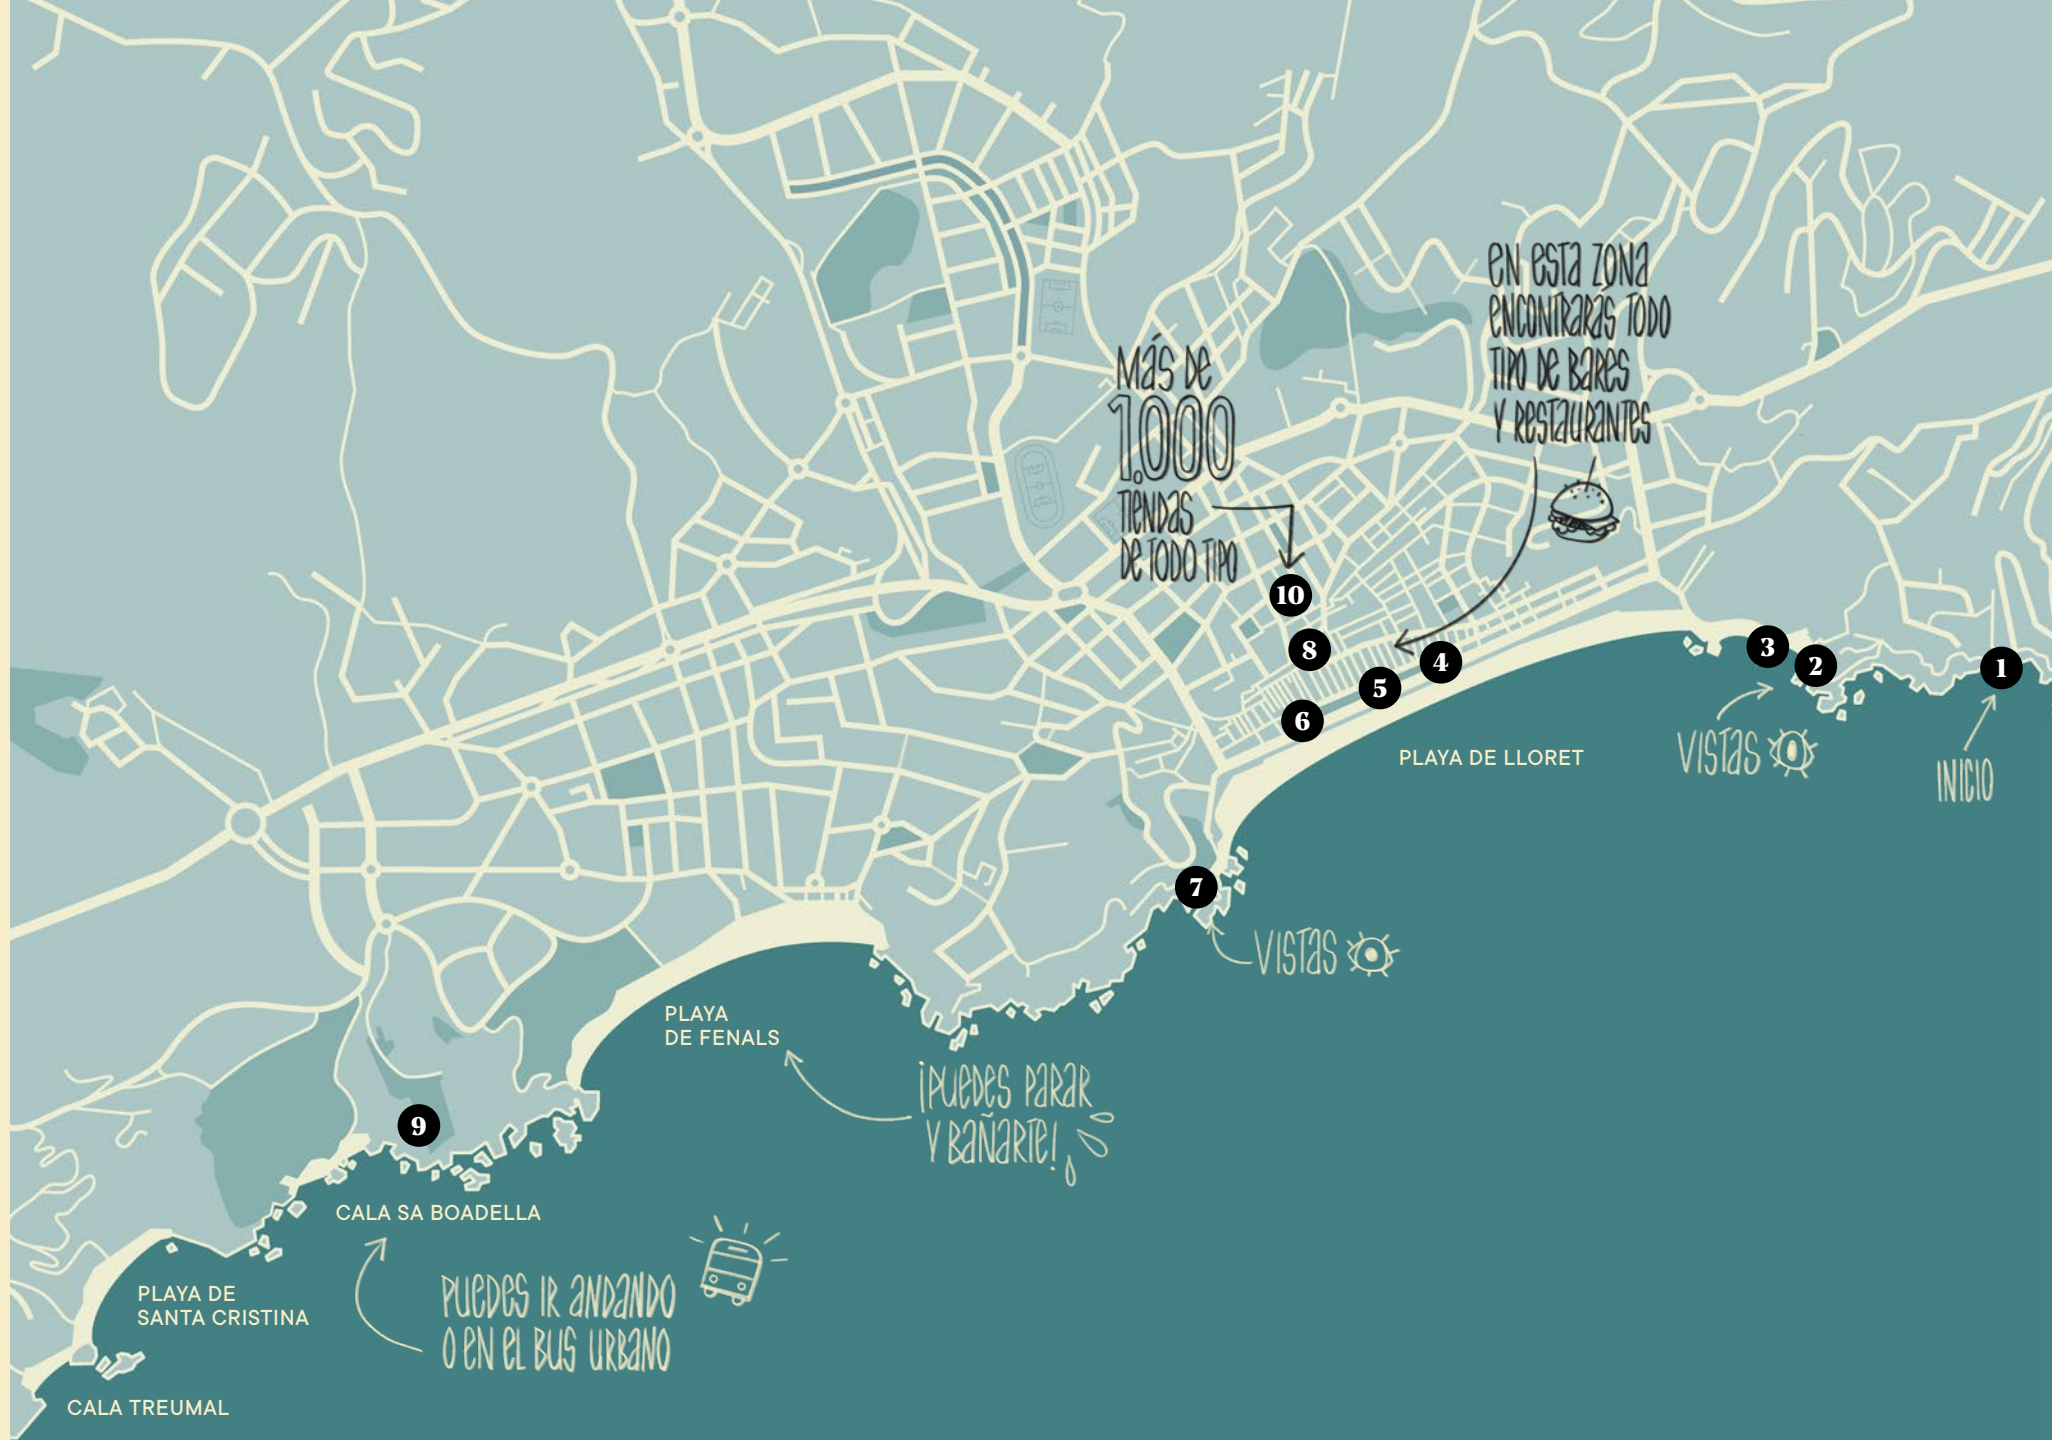 EN ESTA ZONA
ENCONTRARÁS TODO
TIPO DE BARES
Y RESTAURANTES
MÁS DE
1.000
TIENDAS
DE TODO TIPO
10
8
4
5
6
3
2
1
PLAYA DE LLORET
VISTAS
INICIO
7
VISTAS
PLAYA
DE FENALS
¡PUEDES PARAR
Y BAÑARTE!
9
CALA SA BOADELLA
PUEDES IR ANDANDO
O EN EL BUS URBANO
PLAYA DE
SANTA CRISTINA
CALA TREUMAL